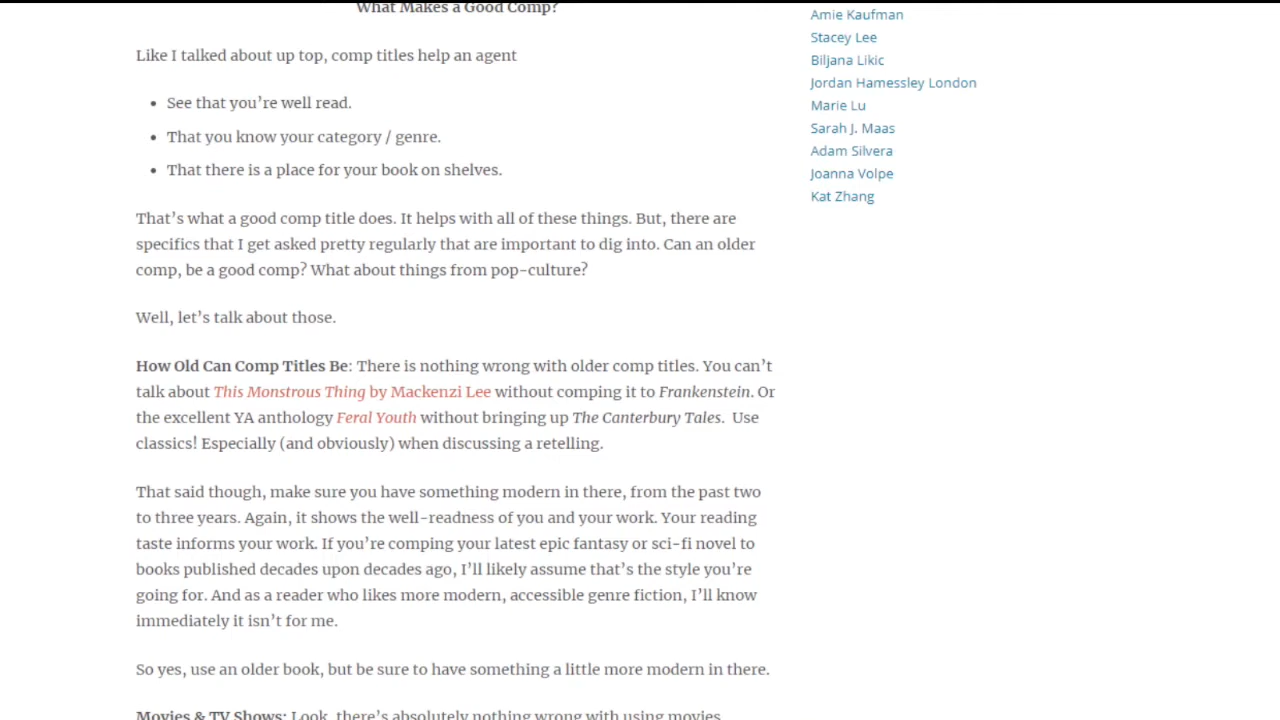 What Makes a Good Comp?
Like I talked about up top, comp titles help an agent
• See that you’re well read.
• That you know your category / genre.
• That there is a place for your book on shelves.
That’s what a good comp title does. It helps with all of these things. But, there are
specifics that I get asked pretty regularly that are important to dig into. Can an older
comp, be a good comp? What about things from pop-culture?
Well, let’s talk about those.
How Old Can Comp Titles Be: There is nothing wrong with older comp titles. You can’t
talk about This Monstrous Thing by Mackenzi Lee without comping it to Frankenstein. Or
the excellent YA anthology Feral Youth without bringing up The Canterbury Tales. Use
classics! Especially (and obviously) when discussing a retelling.
That said though, make sure you have something modern in there, from the past two
to three years. Again, it shows the well-readness of you and your work. Your reading
taste informs your work. If you’re comping your latest epic fantasy or sci-fi novel to
books published decades upon decades ago, I’ll likely assume that’s the style you’re
going for. And as a reader who likes more modern, accessible genre fiction, I’ll know
immediately it isn’t for me.
So yes, use an older book, but be sure to have something a little more modern in there.
Movies & TV Shows: Look, there’s absolutely nothing wrong with using movies
Amie Kaufman
Stacey Lee
Biljana Likic
Jordan Hamessley London
Marie Lu
Sarah J. Maas
Adam Silvera
Joanna Volpe
Kat Zhang